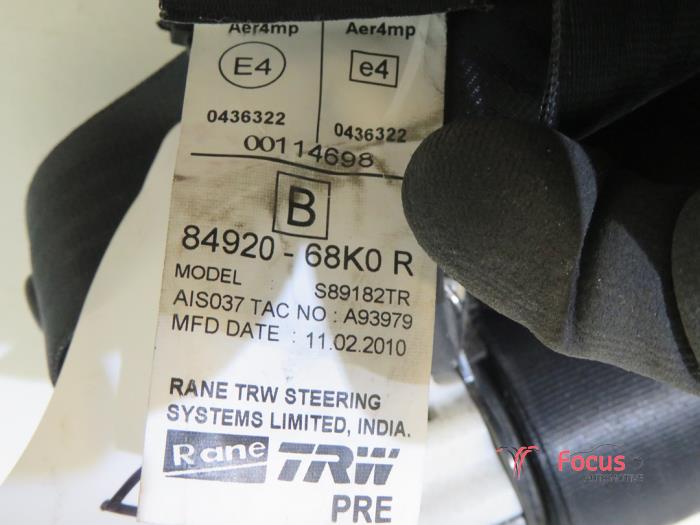 Aer4mp Aer4mp
E4 e4
0436322 0436322
00114698
B
84920 - 68K0 R
MODEL : S89182TR
AIS037 TAC NO : A93979
MFD DATE : 11.02.2010
RANE TRW STEERING
SYSTEMS LIMITED, INDIA.
Rane TRW
PRE
Focus
AUTOMOTIVE